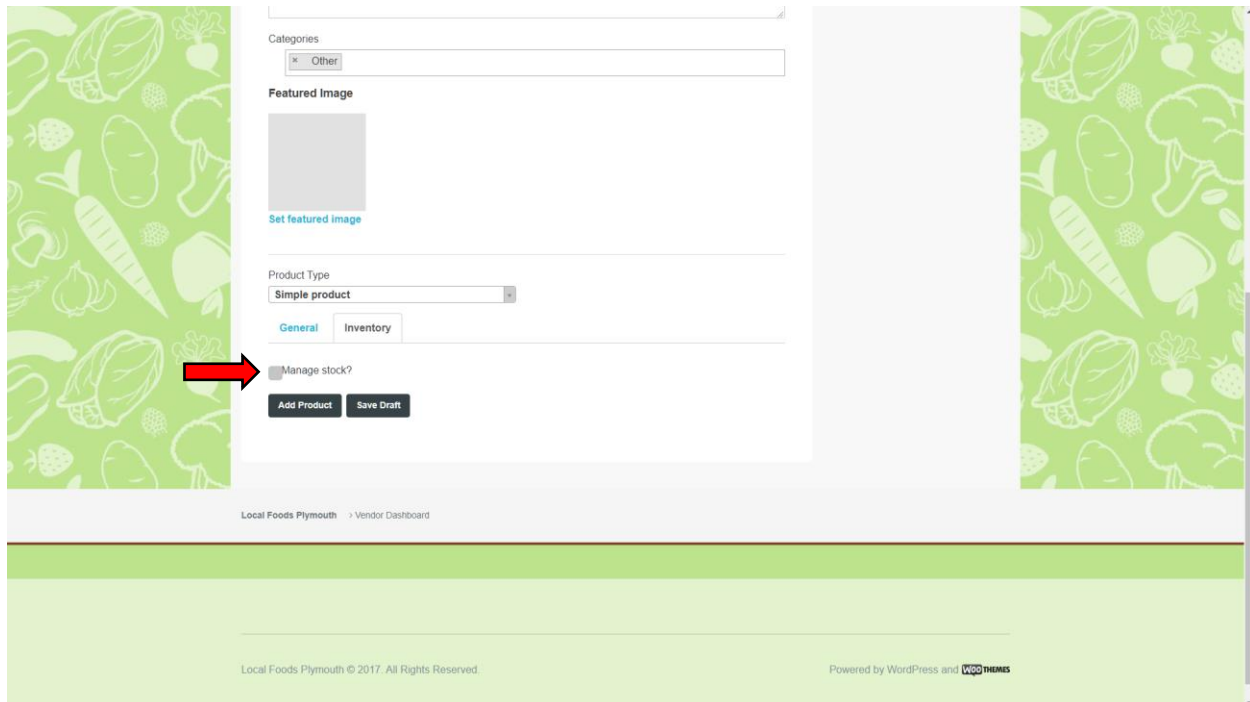 Categories
× Other
Featured Image
Set featured image
Product Type
Simple product
General Inventory
Manage stock?
Add Product Save Draft
Local Foods Plymouth › Vendor Dashboard
Local Foods Plymouth © 2017. All Rights Reserved. Powered by WordPress and WOO THEMES